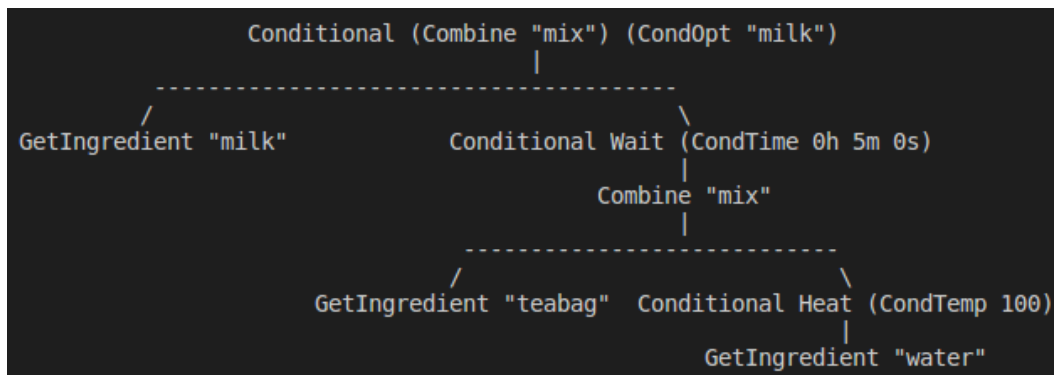 Conditional (Combine "mix") (CondOpt "milk")
|
---------------------------------------
/ \
GetIngredient "milk" Conditional Wait (CondTime 0h 5m 0s)
|
Combine "mix"
|
----------------------------
/ \
GetIngredient "teabag" Conditional Heat (CondTemp 100)
|
GetIngredient "water"